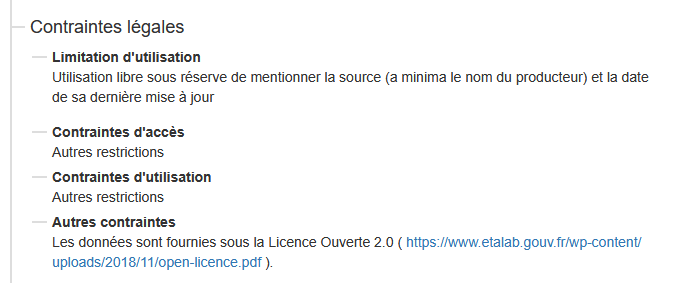 Contraintes légales
Limitation d'utilisation
Utilisation libre sous réserve de mentionner la source (a minima le nom du producteur) et la date
de sa dernière mise à jour
Contraintes d'accès
Autres restrictions
Contraintes d'utilisation
Autres restrictions
Autres contraintes
Les données sont fournies sous la Licence Ouverte 2.0 ( https://www.etalab.gouv.fr/wp-content/
uploads/2018/11/open-licence.pdf ).